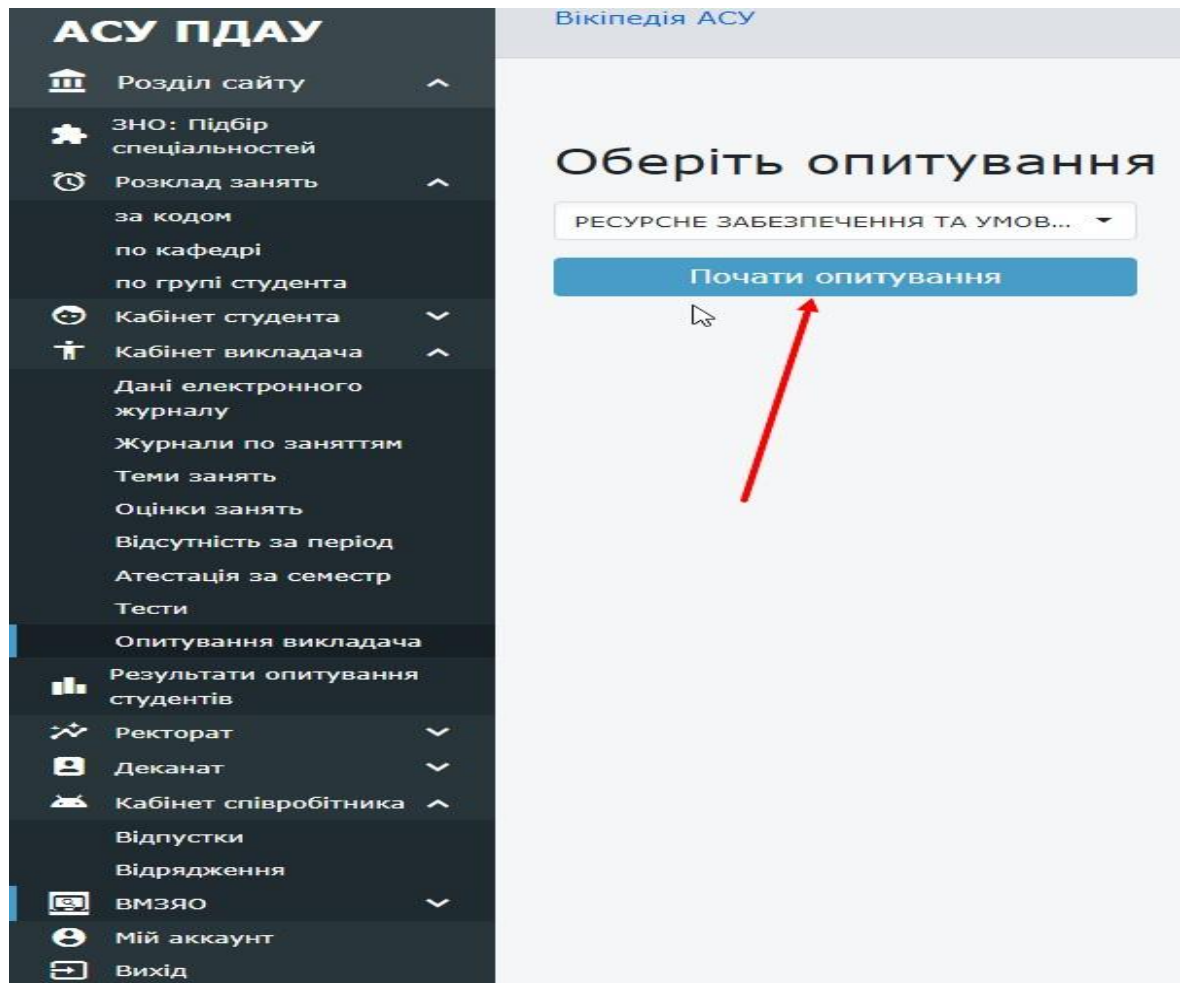 АСУ ПДАУ
Розділ сайту
ЗНО: Підбір
спеціальностей
Розклад занять
за кодом
по кафедрі
по групі студента
Кабінет студента
Кабінет викладача
Дані електронного
журналу
Журнали по заняттям
Теми занять
Оцінки занять
Відсутність за період
Атестація за семестр
Тести
Опитування викладача
Результати опитування
студентів
Ректорат
Деканат
Кабінет співробітника
Відпустки
Відрядження
ВМЗЯО
Мій аккаунт
Вихід
Вікіпедія АСУ
Оберіть опитування
РЕСУРСНЕ ЗАБЕЗПЕЧЕННЯ ТА УМОВ...
Почати опитування